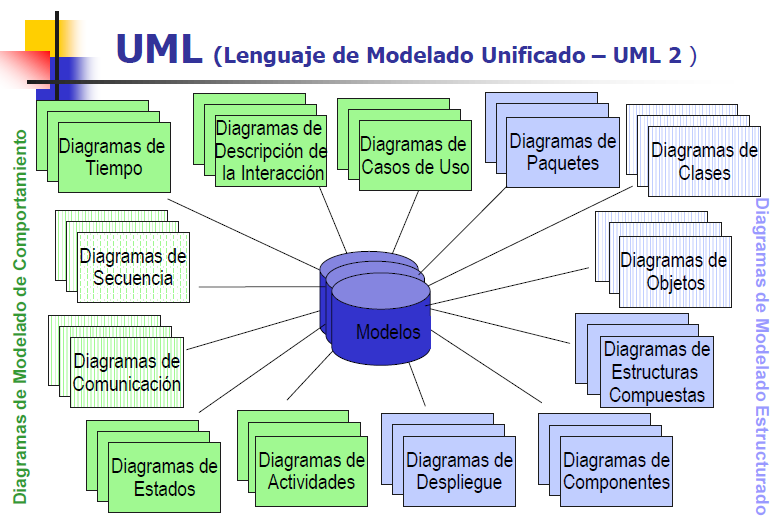 UML (Lenguaje de Modelado Unificado – UML 2 )
Diagramas de Modelado de Comportamiento
Diagramas de
Tiempo
Diagramas de
Descripción de
la Interacción
Diagramas de
Casos de Uso
Diagramas de
Paquetes
Diagramas de
Clases
Diagramas de
Secuencia
Diagramas de
Objetos
Modelos
Diagramas de
Comunicación
Diagramas de
Estructuras
Compuestas
Diagramas de
Estados
Diagramas de
Actividades
Diagramas de
Despliegue
Diagramas de
Componentes
Diagramas de Modelado Estructurado